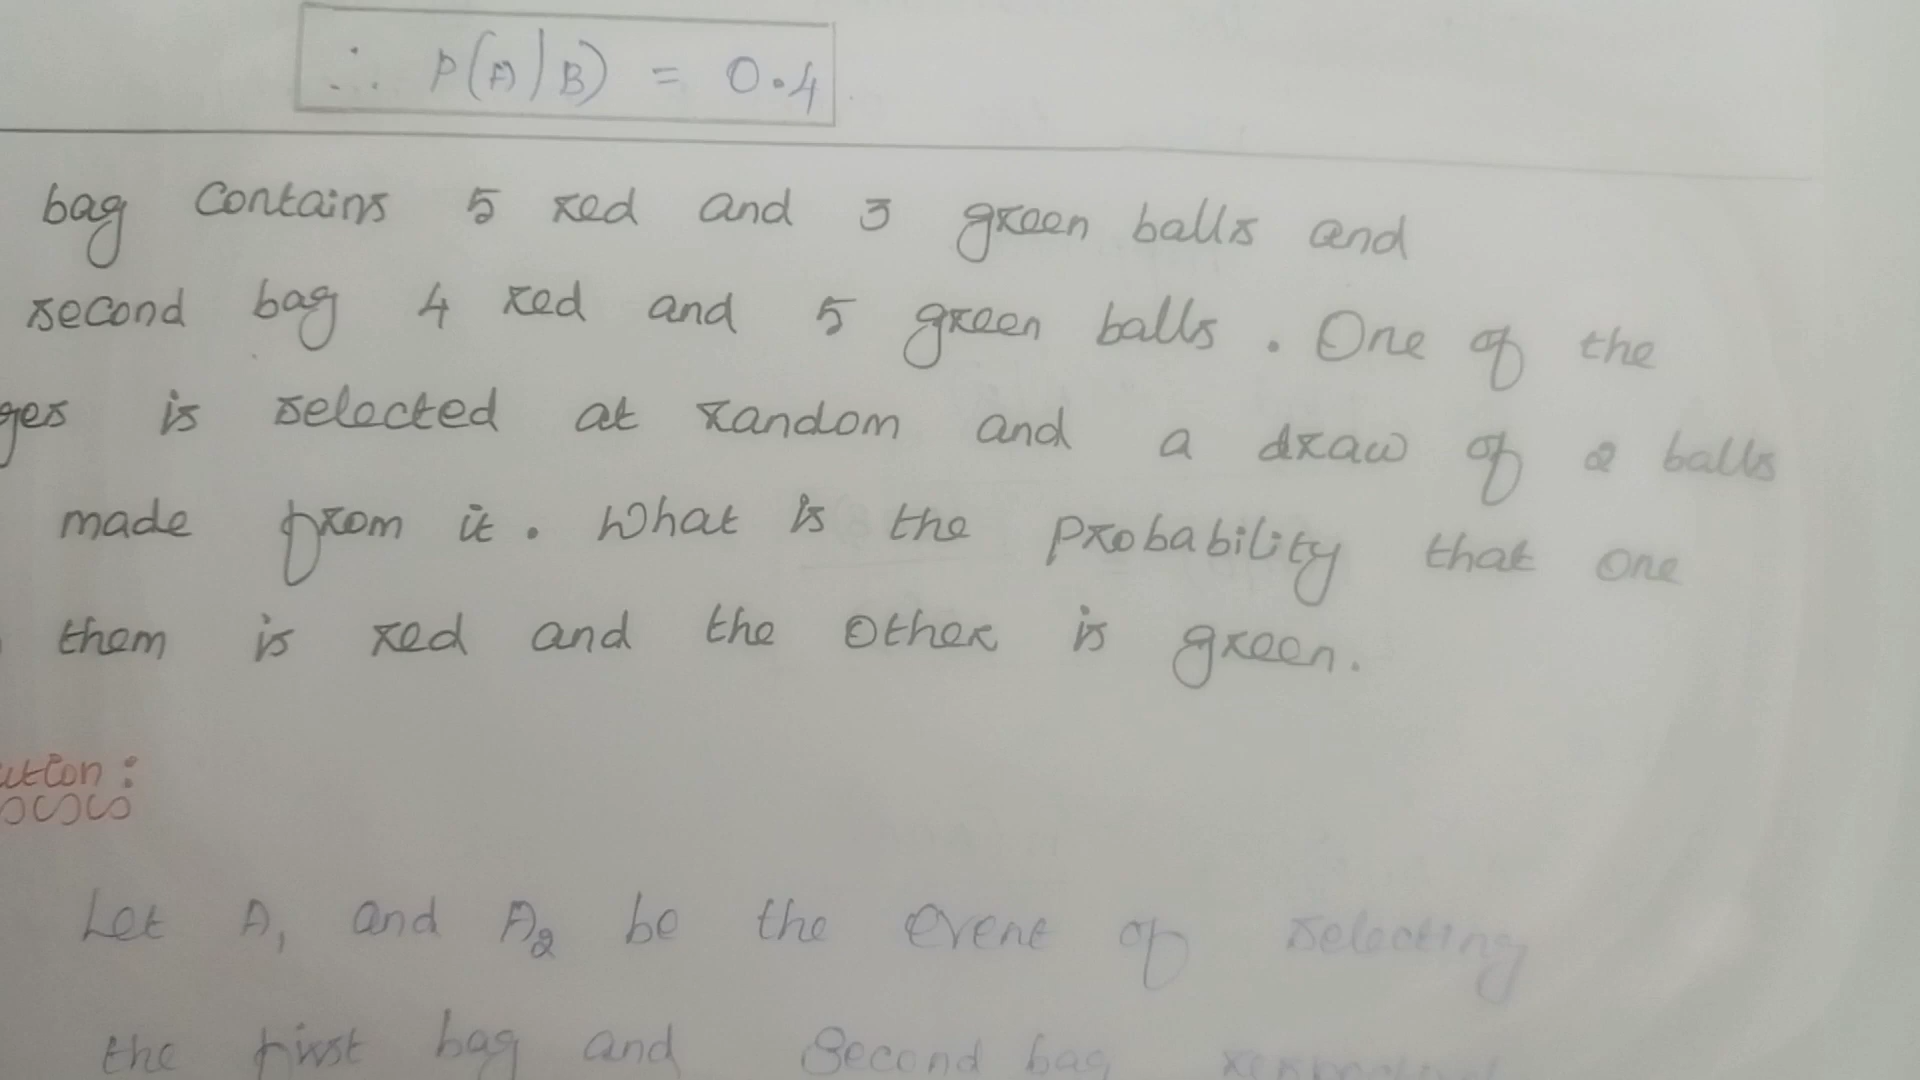 ∴ P(A|B) = 0.4
bag contains 5 red and 3 green balls and
second bag 4 red and 5 green balls. One of the
ges is selected at random and a draw of 2 balls
made from it. What is the probability that one
them is red and the other is green.
ution:
Let A₁ and A₂ be the event of selecting
the first bag and Second bag